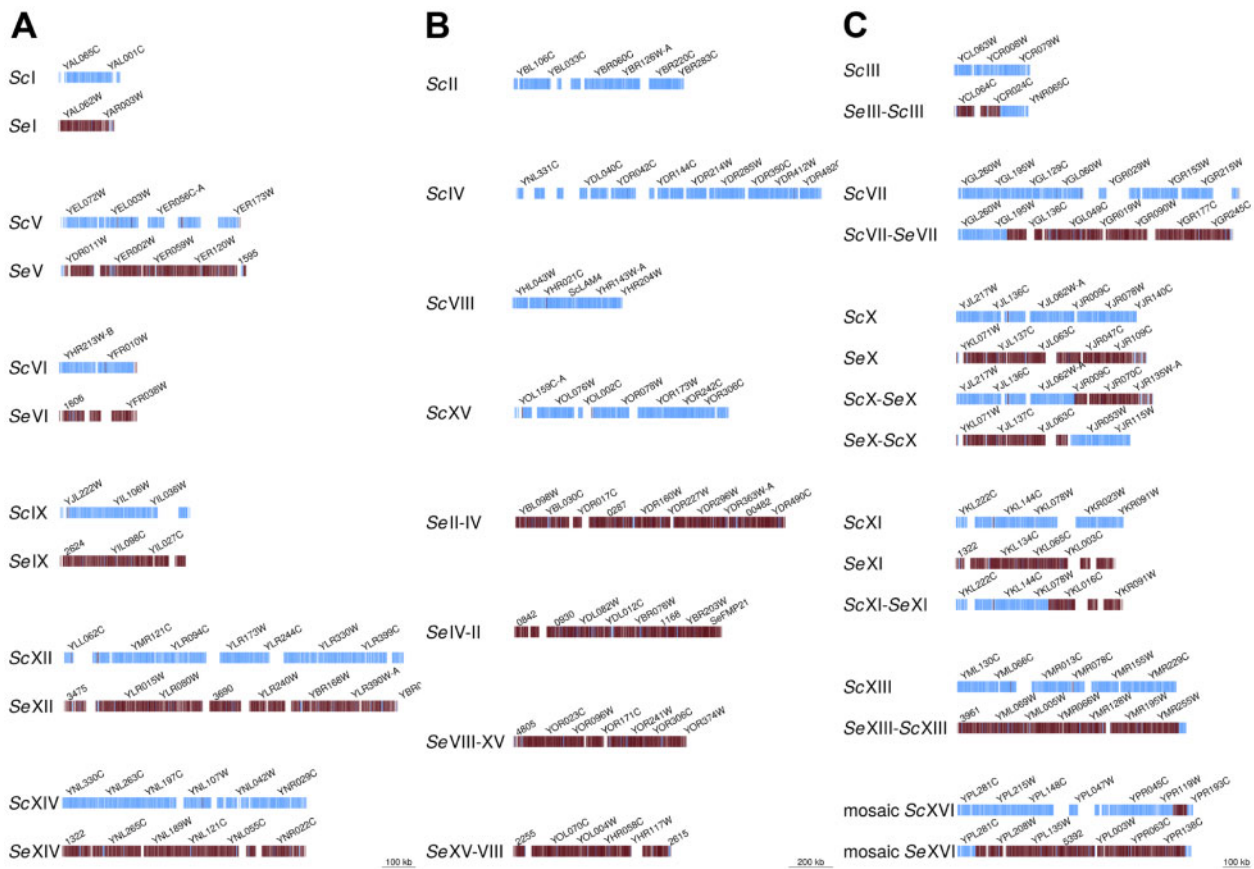 A
ScI
YAL065C YAL001C
SeI
YAL062W YAR003W
ScV
YEL072W YEL003W YER056C-A YER173W
SeV
YDR011W YER002W YER059W YER120W 1595
ScVI
YHR213W-B YFR010W
SeVI
1606 YFR038W
ScIX
YJL222W YIL106W YIL036W
SeIX
2624 YIL098C YIL027C
ScXII
YLL062C YMR121C YLR094C YLR173W YLR244C YLR330W YLR399C
SeXII
3475 YLR015W YLR080W 3690 YLR240W YBR168W YLR390W-A
ScXIV
YNL330C YNL263C YNL197C YNL107W YNL042W YNR029C
SeXIV
1322 YNL265C YNL189W YNL121C YNL055C YNR022C
100 kb
B
ScII
YBL106C YBL033C YBR060C YBR126W-A YBR220C YBR283C
ScIV
YNL331C YDL040C YDR042C YDR144C YDR214W YDR285W YDR350C YDR412W
ScVIII
YHL043W YHR021C ScLAM4 YHR143W-A YHR204W
ScXV
YOL159C-A YOL076W YOL002C YOR078W YOR173W YOR242C YOR306C
SeII-IV
YBL098W YBL030C YDR017C 0287 YDR160W YDR227W YDR296W YDR363W-A 00482 YDR490C
SeIV-II
0842 0930 YDL082W YDL012C YBR076W 1168 YBR203W SeFMP21
SeVIII-XV
4805 YOR023C YOR096W YOR171C YOR241W YOR306C YOR374W
SeXV-VIII
2255 YOL070C YOL004W YHR058C YHR117W 2615
200 kb
C
ScIII
YCL063W YCR008W YCR079W
SeIII-ScIII
YCL064C YCR024C YNR065C
ScVII
YGL260W YGL195W YGL129C YGL060W YGR029W YGR153W YGR215W
ScVII-SeVII
YGL260W YGL195W YGL136C YGL049C YGR019W YGR090W YGR177C YGR245C
ScX
YJL217W YJL136C YJL062W-A YJR009C YJR078W YJR140C
SeX
YKL071W YJL137C YJL063C YJR047C YJR109C
ScX-SeX
YJL217W YJL136C YJL062W-A YJR009C YJR070C YJR135W-A
SeX-ScX
YKL071W YJL137C YJL063C YJR053W YJR115W
ScXI
YKL222C YKL144C YKL078W YKR023W YKR091W
SeXI
1322 YKL134C YKL065C YKL003C
ScXI-SeXI
YKL222C YKL144C YKL078W YKL016C YKR091W
ScXIII
YML130C YML066C YMR013C YMR078C YMR155W YMR229C
SeXIII-ScXIII
3961 YML069W YML005W YMR066W YMR126W YMR195W YMR255W
mosaic ScXVI
YPL281C YPL215W YPL148C YPL047W YPR045C YPR119W YPR193C
mosaic SeXVI
YPL281C YPL208W YPL135W 5392 YPL003W YPR063C YPR138C
100 kb